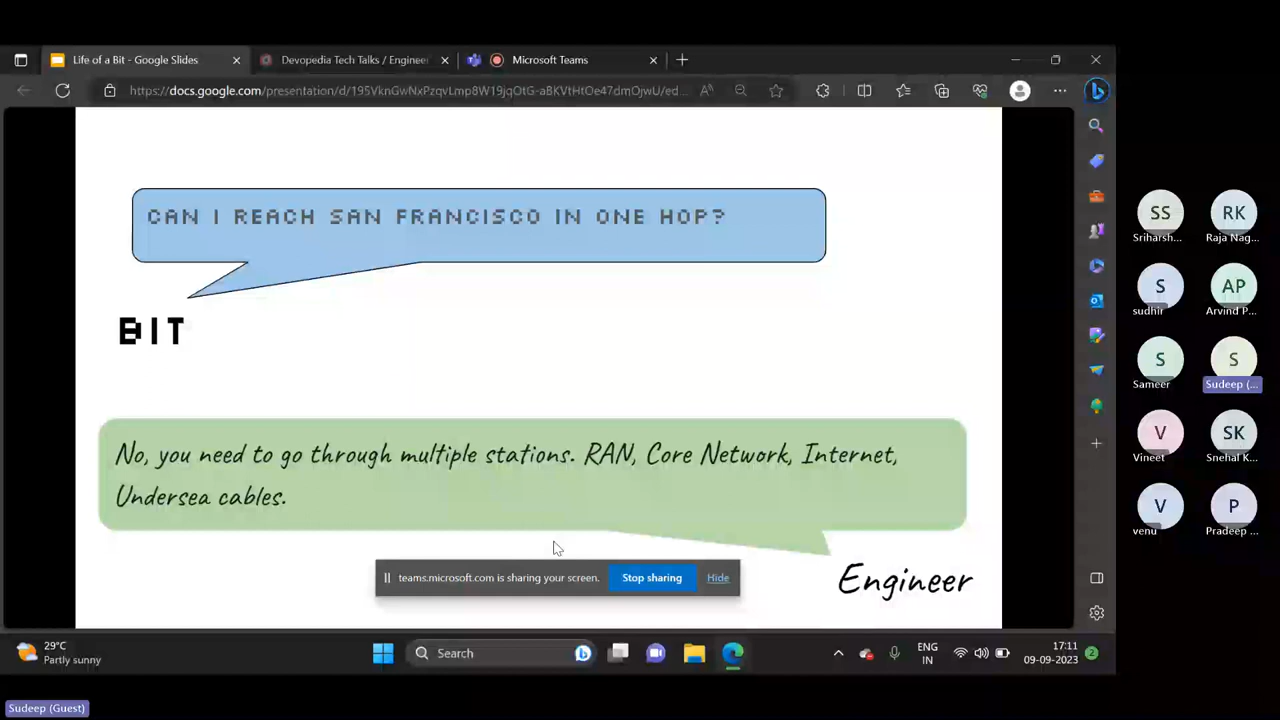 Life of a Bit - Google Slides
Devopedia Tech Talks / Engineer
Microsoft Teams
https://docs.google.com/presentation/d/195VknGwNxPzqvLmp8W19jqOtG-aBKVtHtOe47dmOjwU/ed...
CAN I REACH SAN FRANCISCO IN ONE HOP?
BIT
No, you need to go through multiple stations. RAN, Core Network, Internet,
Undersea cables.
Engineer
teams.microsoft.com is sharing your screen.
Stop sharing
Hide
SS
Sriharsh...
RK
Raja Nag...
S
sudhir
AP
Arvind P...
S
Sameer
S
Sudeep (...
V
Vineet
SK
Snehal K...
V
venu
P
Pradeep ...
29°C
Partly sunny
Search
ENG
IN
17:11
09-09-2023
2
Sudeep (Guest)